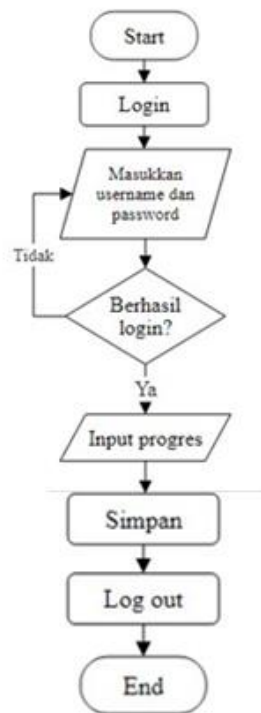 Start
Login
Masukkan
username dan
password
Tidak
Berhasil
login?
Ya
Input progres
Simpan
Log out
End